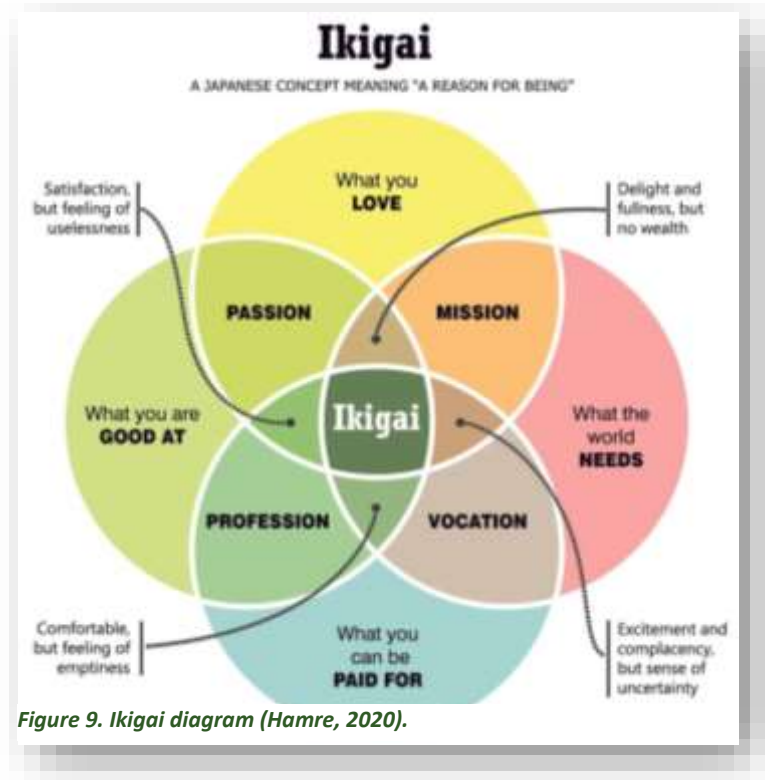 Ikigai
A JAPANESE CONCEPT MEANING "A REASON FOR BEING"
What you
LOVE
Satisfaction,
but feeling of
uselessness
Delight and
fullness, but
no wealth
PASSION
MISSION
What you are
GOOD AT
Ikigai
What the
world
NEEDS
PROFESSION
VOCATION
Comfortable,
but feeling of
emptiness
What you
can be
PAID FOR
Excitement and
complacency,
but sense of
uncertainty
Figure 9. Ikigai diagram (Hamre, 2020).